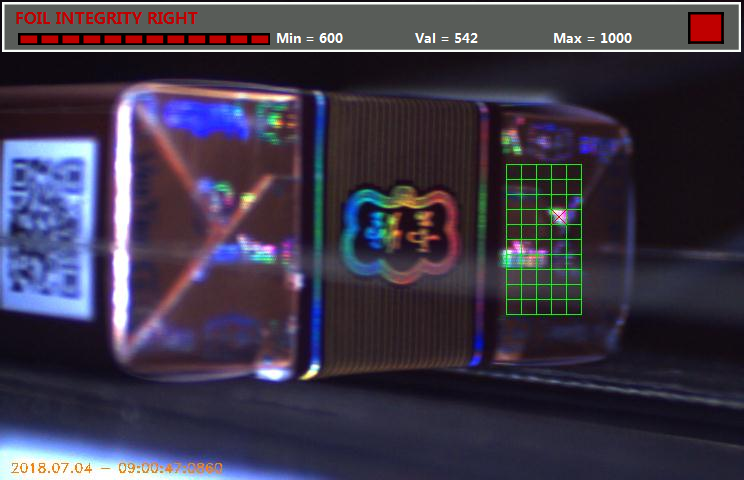 FOIL INTEGRITY RIGHT
Min = 600 Val = 542 Max = 1000
2018.07.04 – 09:00:47.0860